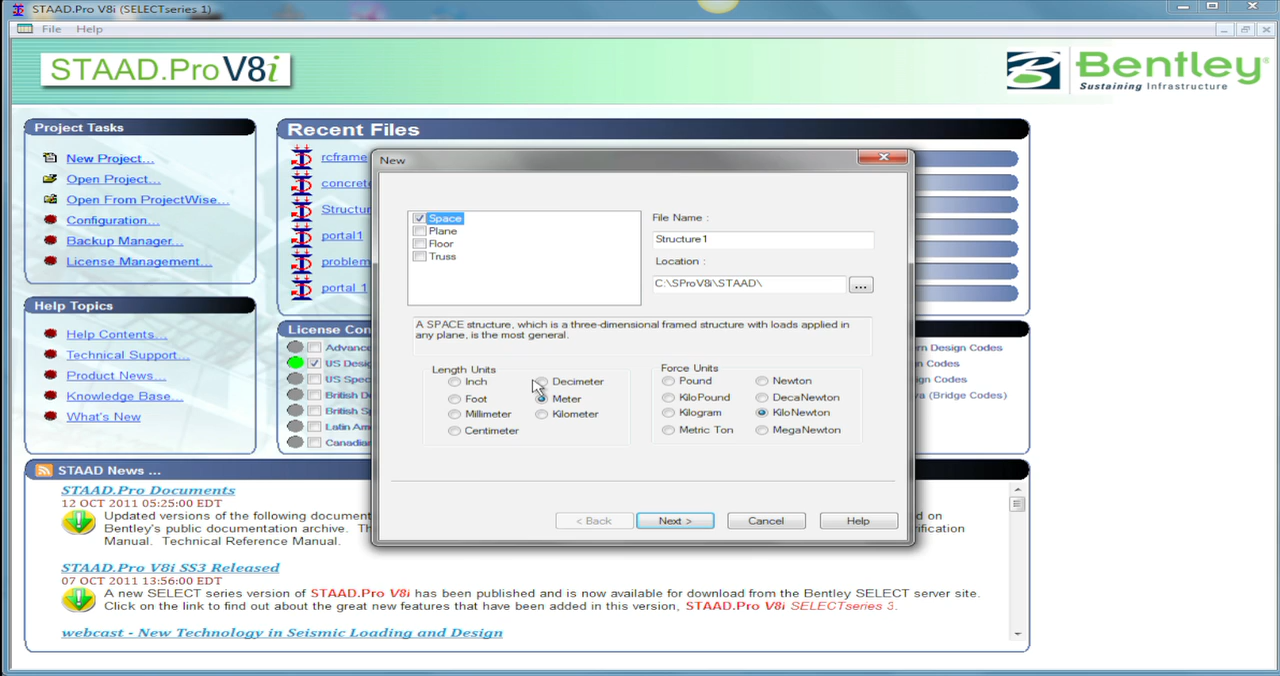 STAAD.Pro V8i (SELECTseries 1)
File Help
STAAD.Pro V8i
Bentley®
Sustaining Infrastructure
Project Tasks
New Project...
Open Project...
Open From ProjectWise...
Configuration...
Backup Manager...
License Management...
Recent Files
rcframe
concrete
Structur
portal1
problem
portal 1
New
Space
Plane
Floor
Truss
File Name :
Structure1
Location :
C:\SProV8i\STAAD\
...
A SPACE structure, which is a three-dimensional framed structure with loads applied in
any plane, is the most general.
Length Units
Inch
Foot
Millimeter
Centimeter
Decimeter
Meter
Kilometer
Force Units
Pound
KiloPound
Kilogram
Metric Ton
Newton
DecaNewton
KiloNewton
MegaNewton
< Back
Next >
Cancel
Help
Help Topics
Help Contents...
Technical Support...
Product News...
Knowledge Base...
What's New
License Con
Advance
US Desig
US Spec
British D
British S
Latin Am
Canadia
rn Design Codes
n Codes
gn Codes
va (Bridge Codes)
STAAD News ...
STAAD.Pro Documents
12 OCT 2011 05:25:00 EDT
Updated versions of the following document
d on
Bentley's public documentation archive. Th
rification
Manual. Technical Reference Manual.
STAAD.Pro V8i SS3 Released
07 OCT 2011 13:56:00 EDT
A new SELECT series version of STAAD.Pro V8i has been published and is now available for download from the Bentley SELECT server site.
Click on the link to find out about the great new features that have been added in this version, STAAD.Pro V8i SELECTseries 3.
webcast - New Technology in Seismic Loading and Design